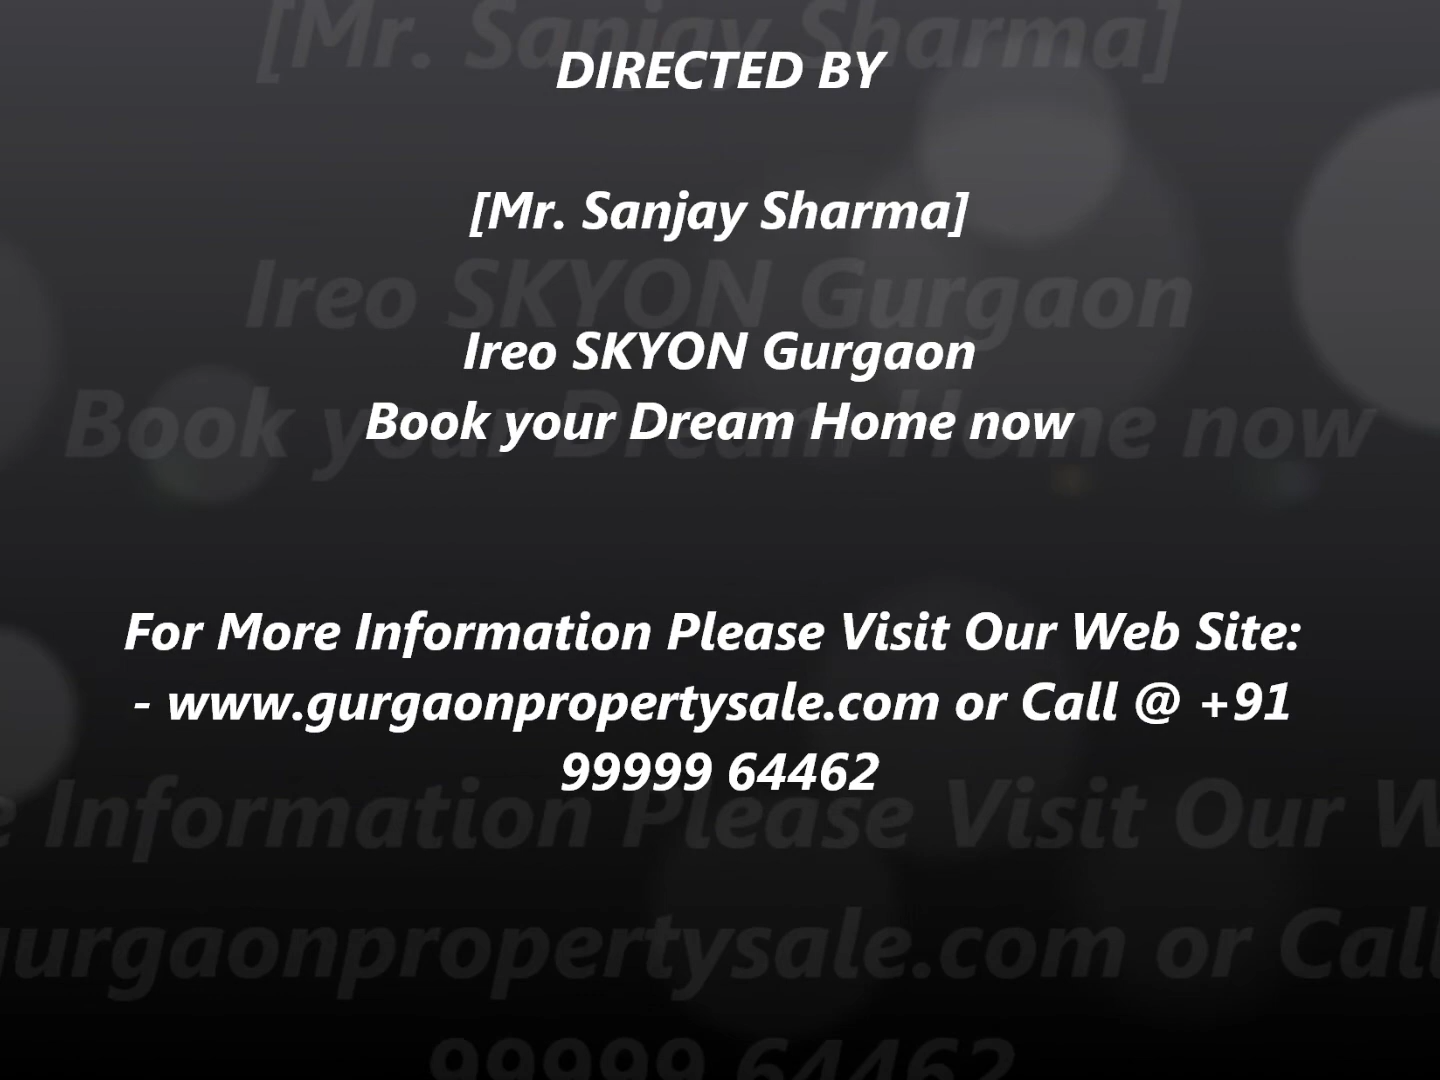 DIRECTED BY
[Mr. Sanjay Sharma]
Ireo SKYON Gurgaon
Book your Dream Home now
For More Information Please Visit Our Web Site:
- www.gurgaonpropertysale.com or Call @ +91
99999 64462